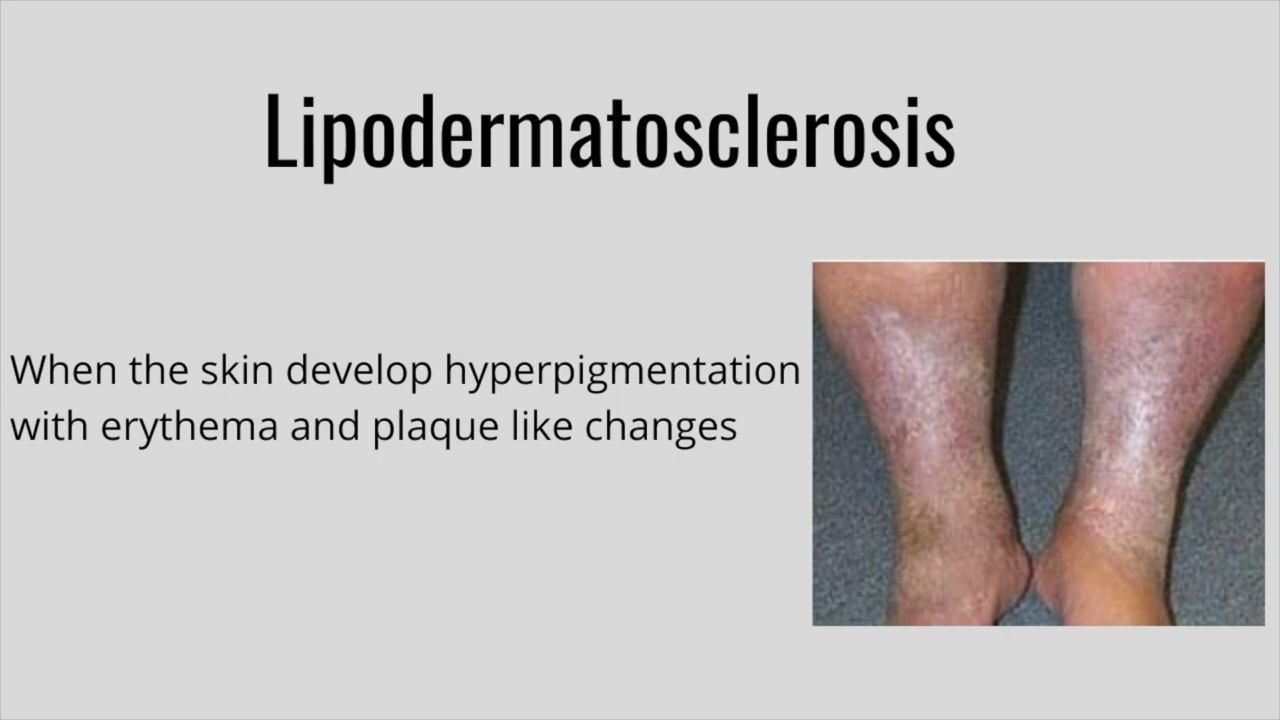 Lipodermatosclerosis
When the skin develop hyperpigmentation
with erythema and plaque like changes